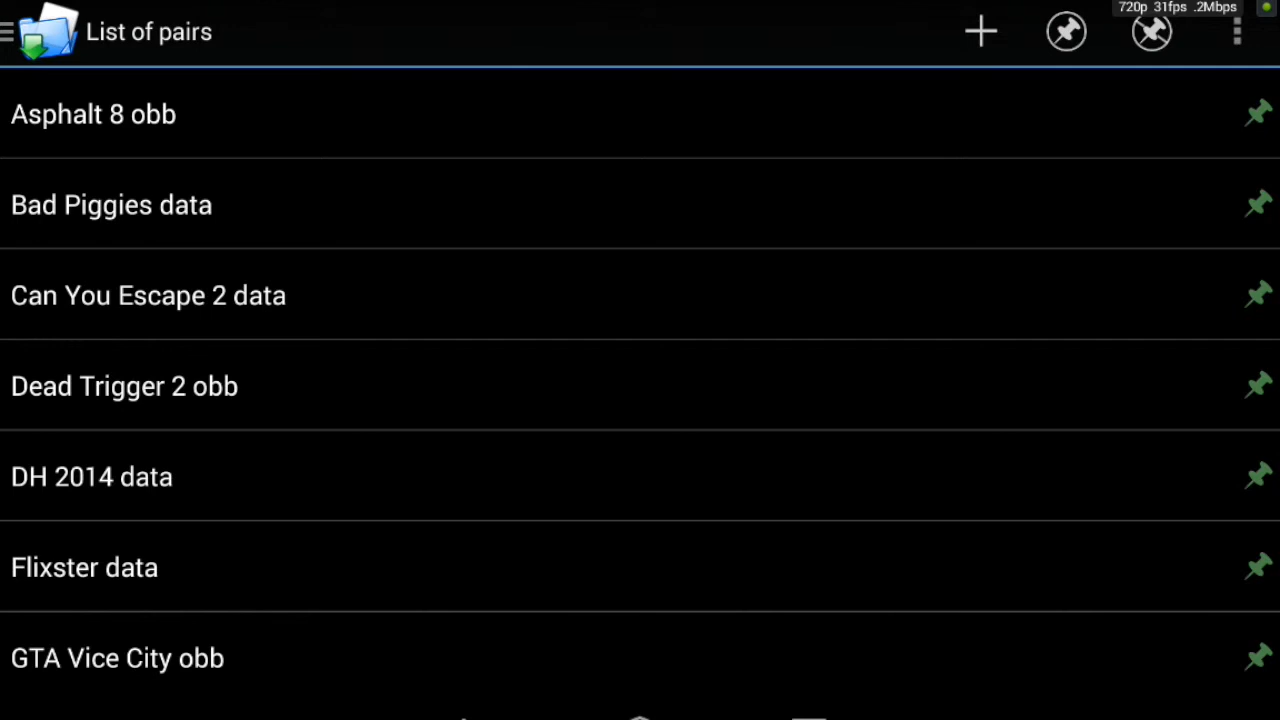 720p 31fps .2Mbps
List of pairs
Asphalt 8 obb
Bad Piggies data
Can You Escape 2 data
Dead Trigger 2 obb
DH 2014 data
Flixster data
GTA Vice City obb